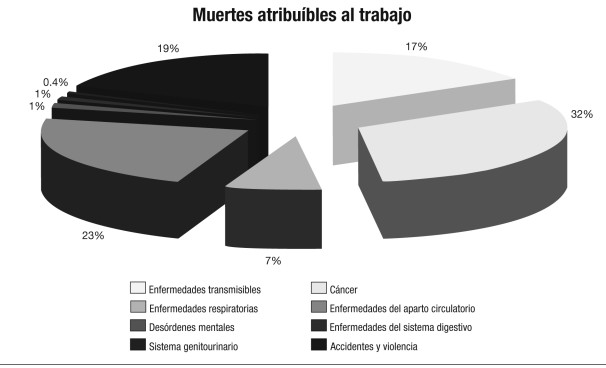 Muertes atribuíbles al trabajo
19%
17%
0.4%
1%
1%
32%
23%
7%
Enfermedades transmisibles
Cáncer
Enfermedades respiratorias
Enfermedades del aparto circulatorio
Desórdenes mentales
Enfermedades del sistema digestivo
Sistema genitourinario
Accidentes y violencia